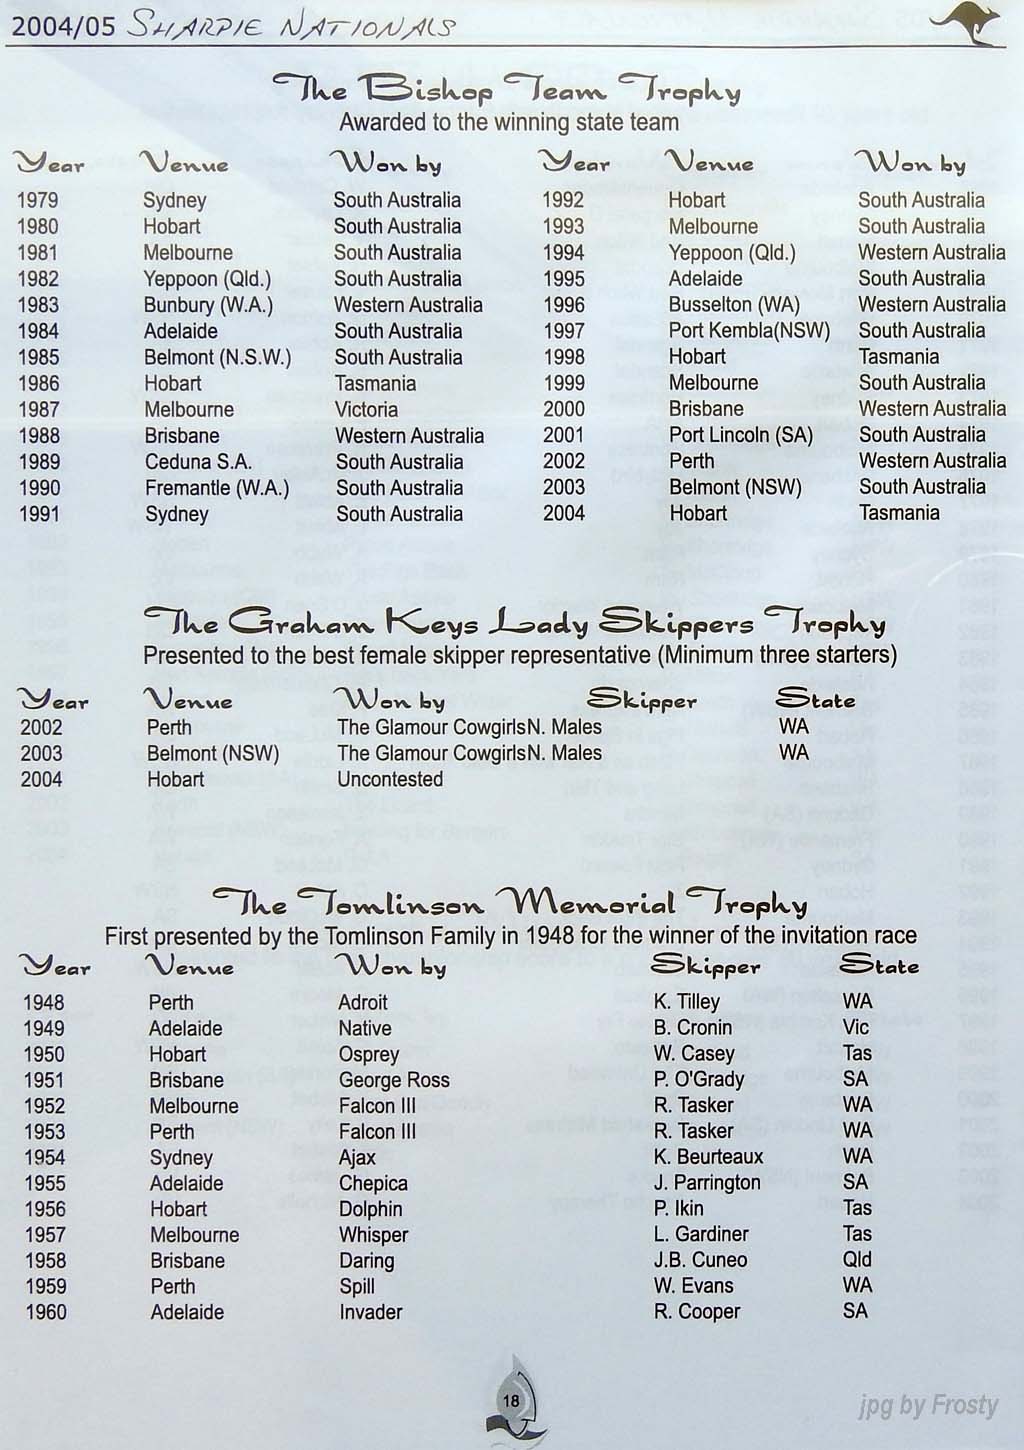 2004/05 SHARPIE NATIONALS
The Bishop Team Trophy
Awarded to the winning state team
Year Venue Won by Year Venue Won by
1979 Sydney South Australia 1992 Hobart South Australia
1980 Hobart South Australia 1993 Melbourne South Australia
1981 Melbourne South Australia 1994 Yeppoon (Qld.) Western Australia
1982 Yeppoon (Qld.) South Australia 1995 Adelaide South Australia
1983 Bunbury (W.A.) Western Australia 1996 Busselton (WA) Western Australia
1984 Adelaide South Australia 1997 Port Kembla(NSW) South Australia
1985 Belmont (N.S.W.) South Australia 1998 Hobart Tasmania
1986 Hobart Tasmania 1999 Melbourne South Australia
1987 Melbourne Victoria 2000 Brisbane Western Australia
1988 Brisbane Western Australia 2001 Port Lincoln (SA) South Australia
1989 Ceduna S.A. South Australia 2002 Perth Western Australia
1990 Fremantle (W.A.) South Australia 2003 Belmont (NSW) South Australia
1991 Sydney South Australia 2004 Hobart Tasmania
The Graham Keys Lady Skippers Trophy
Presented to the best female skipper representative (Minimum three starters)
Year Venue Won by Skipper State
2002 Perth The Glamour CowgirlsN. Males WA
2003 Belmont (NSW) The Glamour CowgirlsN. Males WA
2004 Hobart Uncontested
The Tomlinson Memorial Trophy
First presented by the Tomlinson Family in 1948 for the winner of the invitation race
Year Venue Won by Skipper State
1948 Perth Adroit K. Tilley WA
1949 Adelaide Native B. Cronin Vic
1950 Hobart Osprey W. Casey Tas
1951 Brisbane George Ross P. O'Grady SA
1952 Melbourne Falcon III R. Tasker WA
1953 Perth Falcon III R. Tasker WA
1954 Sydney Ajax K. Beurteaux WA
1955 Adelaide Chepica J. Parrington SA
1956 Hobart Dolphin P. Ikin Tas
1957 Melbourne Whisper L. Gardiner Tas
1958 Brisbane Daring J.B. Cuneo Qld
1959 Perth Spill W. Evans WA
1960 Adelaide Invader R. Cooper SA
18
jpg by Frosty